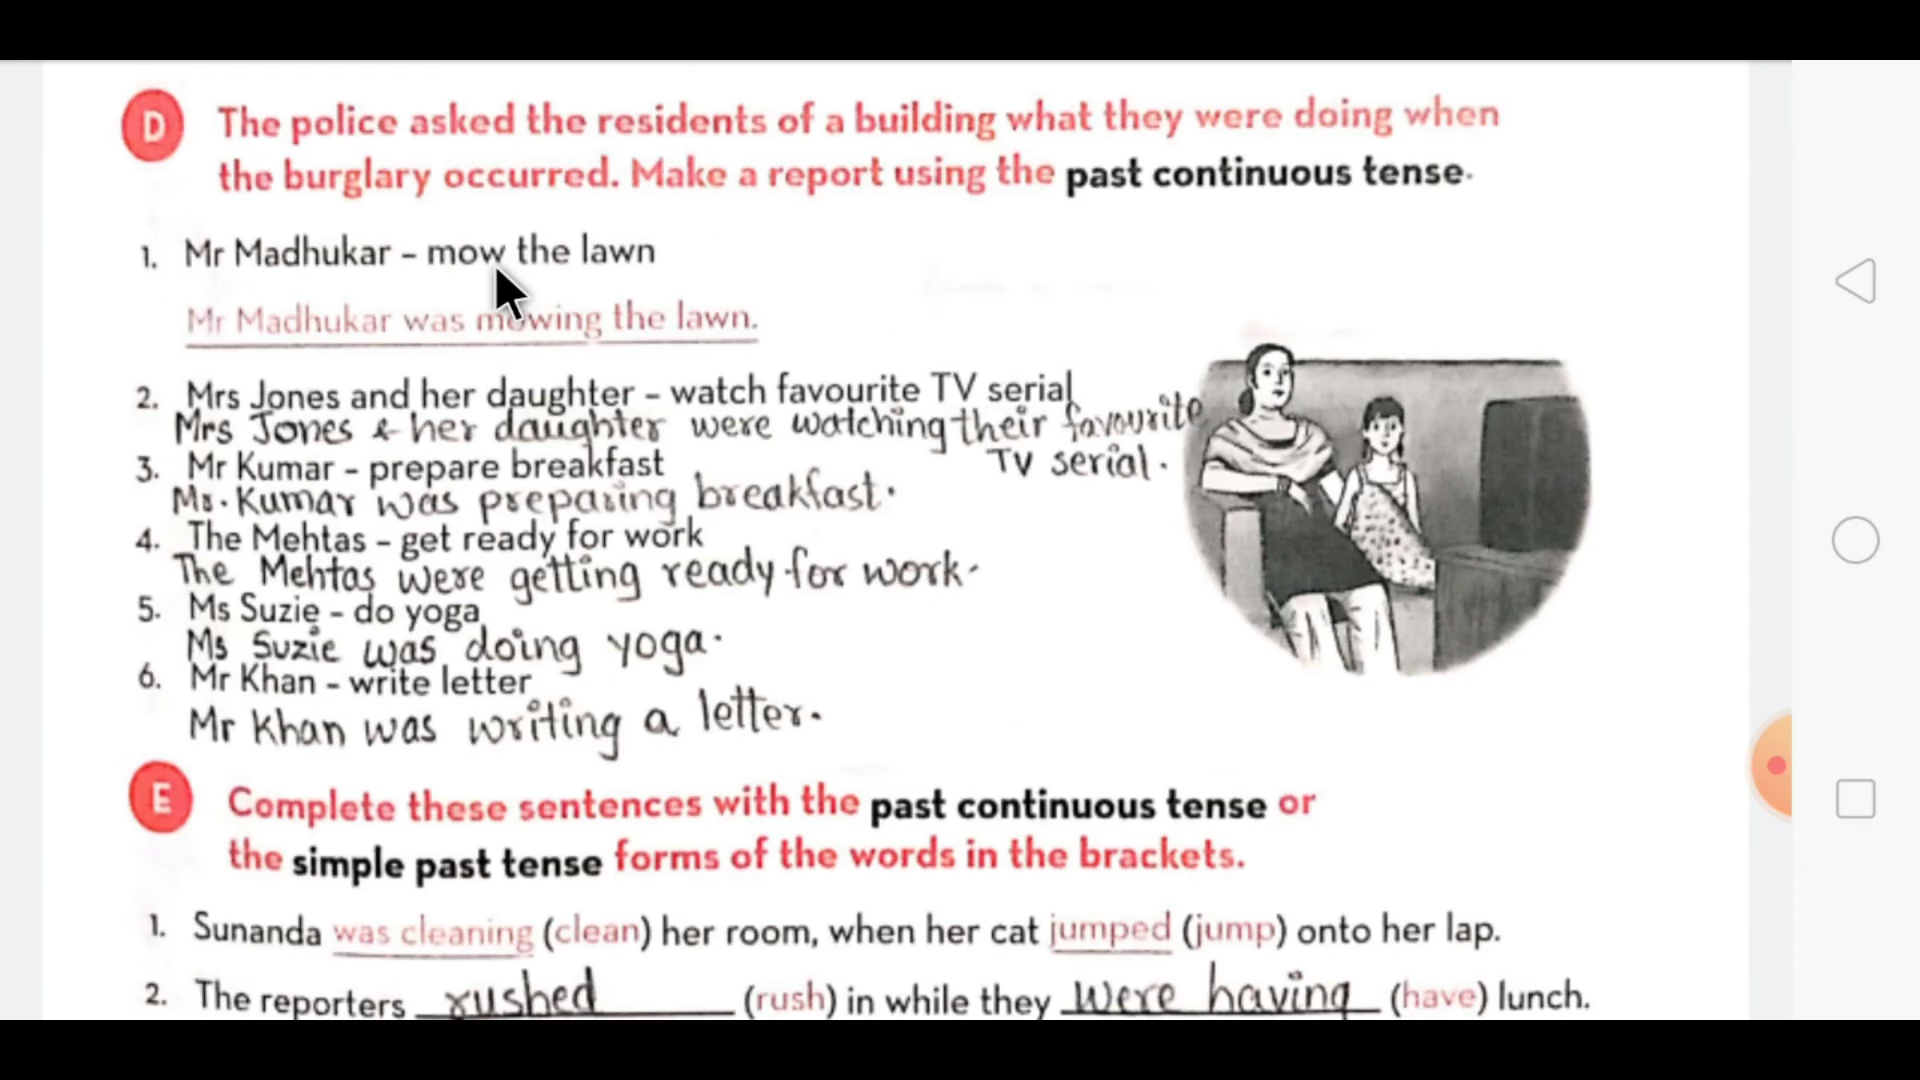 D The police asked the residents of a building what they were doing when
the burglary occurred. Make a report using the past continuous tense.
1. Mr Madhukar – mow the lawn
Mr Madhukar was mowing the lawn.
2. Mrs Jones and her daughter – watch favourite TV serial
Mrs Jones & her daughter were watching their favourite
TV serial.
3. Mr Kumar – prepare breakfast
Mr. Kumar was preparing breakfast.
4. The Mehtas – get ready for work
The Mehtas were getting ready for work.
5. Ms Suzie – do yoga
Ms Suzie was doing yoga.
6. Mr Khan – write letter
Mr Khan was writing a letter.
E Complete these sentences with the past continuous tense or
the simple past tense forms of the words in the brackets.
1. Sunanda was cleaning (clean) her room, when her cat jumped (jump) onto her lap.
2. The reporters rushed (rush) in while they were having (have) lunch.